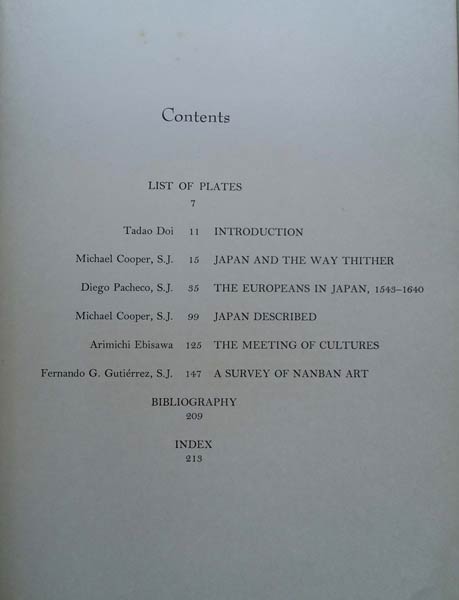 Contents
LIST OF PLATES
7
Tadao Doi 11 INTRODUCTION
Michael Cooper, S.J. 15 JAPAN AND THE WAY THITHER
Diego Pacheco, S.J. 35 THE EUROPEANS IN JAPAN, 1543–1640
Michael Cooper, S.J. 99 JAPAN DESCRIBED
Arimichi Ebisawa 125 THE MEETING OF CULTURES
Fernando G. Gutiérrez, S.J. 147 A SURVEY OF NANBAN ART
BIBLIOGRAPHY
209
INDEX
213